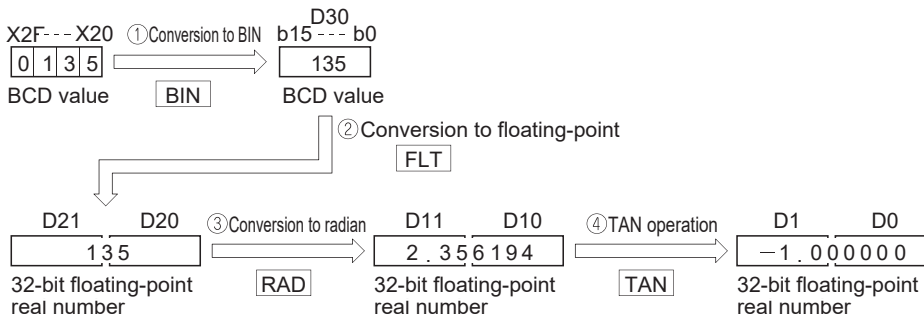 D30
X2F---X20 ①Conversion to BIN b15 --- b0
0 1 3 5 135
BCD value BIN BCD value
②Conversion to floating-point
FLT
D21 D20 ③Conversion to radian D11 D10 ④TAN operation D1 D0
135 2.356194 −1.000000
32-bit floating-point real number RAD 32-bit floating-point real number TAN 32-bit floating-point real number